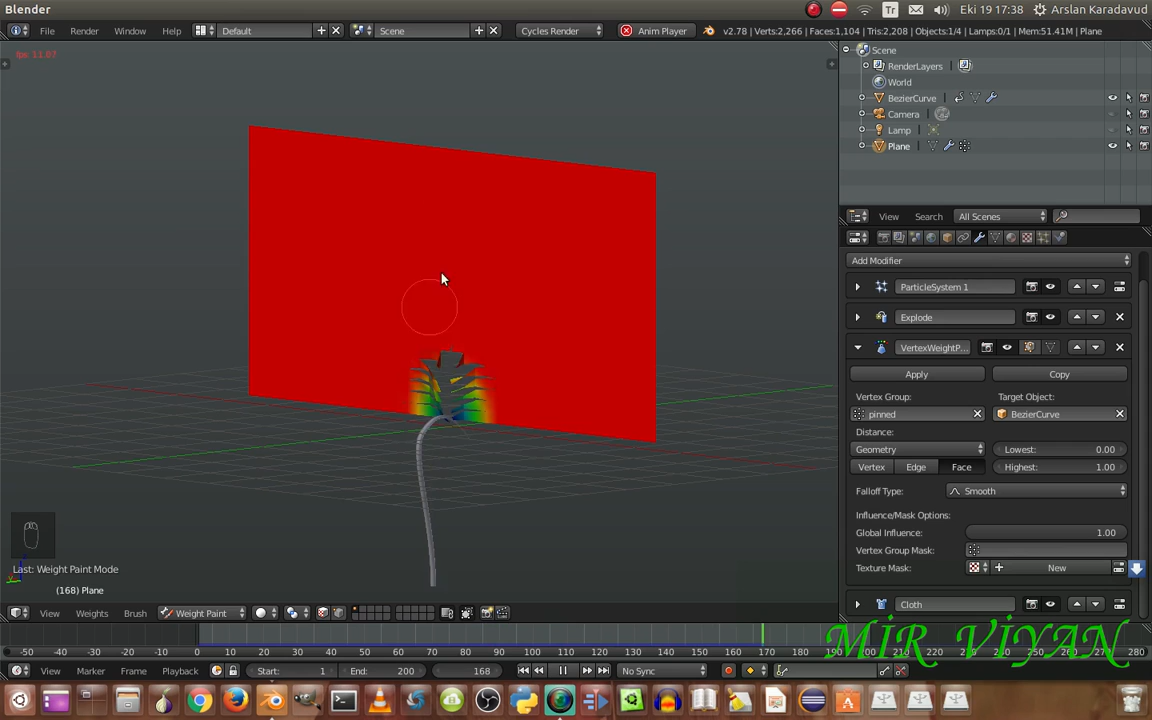 Blender
Tr
Eki 19 17:38
Arslan Karadavud
File Render Window Help
Default
Scene
Cycles Render
Anim Player
v2.78 | Verts:2,266 | Faces:1,104 | Tris:2,208 | Objects:1/4 | Lamps:0/1 | Mem:51.41M | Plane
fps: 11.07
Scene
RenderLayers
World
BezierCurve
Camera
Lamp
Plane
View Search All Scenes
Add Modifier
ParticleSystem 1
Explode
VertexWeightP...
Apply Copy
Vertex Group: Target Object:
pinned BezierCurve
Distance:
Geometry Lowest: 0.00
Vertex Edge Face Highest: 1.00
Falloff Type: Smooth
Influence/Mask Options:
Global Influence: 1.00
Vertex Group Mask:
Texture Mask: New
Cloth
Last: Weight Paint Mode
(168) Plane
View Weights Brush Weight Paint
MİR VİYAN
-50 -40 -30 -20 -10 0 10 20 30 40 50 60 70 80 90 100 110 120 130 140 150 160 170 180 190 200 210 220 230 240 250 260 270 280
View Marker Frame Playback Start: 1 End: 200 168 No Sync